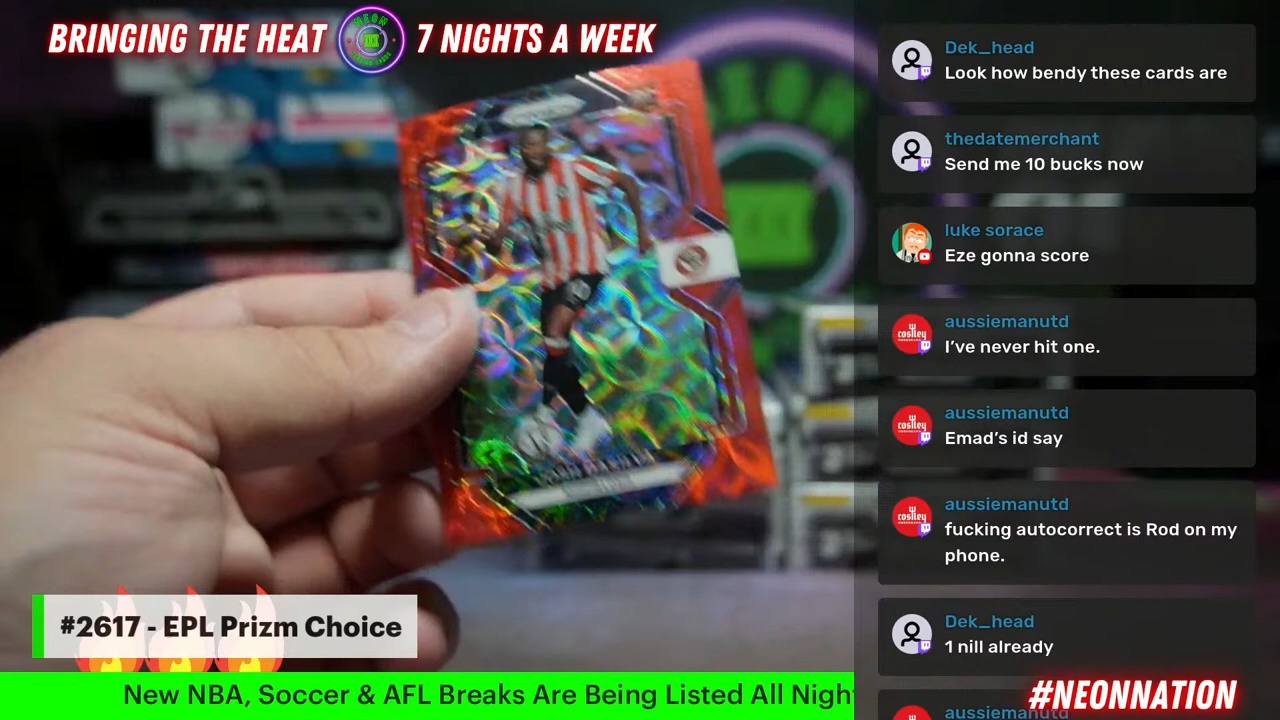 BRINGING THE HEAT 7 NIGHTS A WEEK
NEON
Dek_head
Look how bendy these cards are
thedatemerchant
Send me 10 bucks now
luke sorace
Eze gonna score
aussiemanutd
I've never hit one.
aussiemanutd
Emad's id say
aussiemanutd
fucking autocorrect is Rod on my
phone.
Dek_head
1 nill already
aussiemanutd
#2617 - EPL Prizm Choice
New NBA, Soccer & AFL Breaks Are Being Listed All Nigh
#NEONNATION